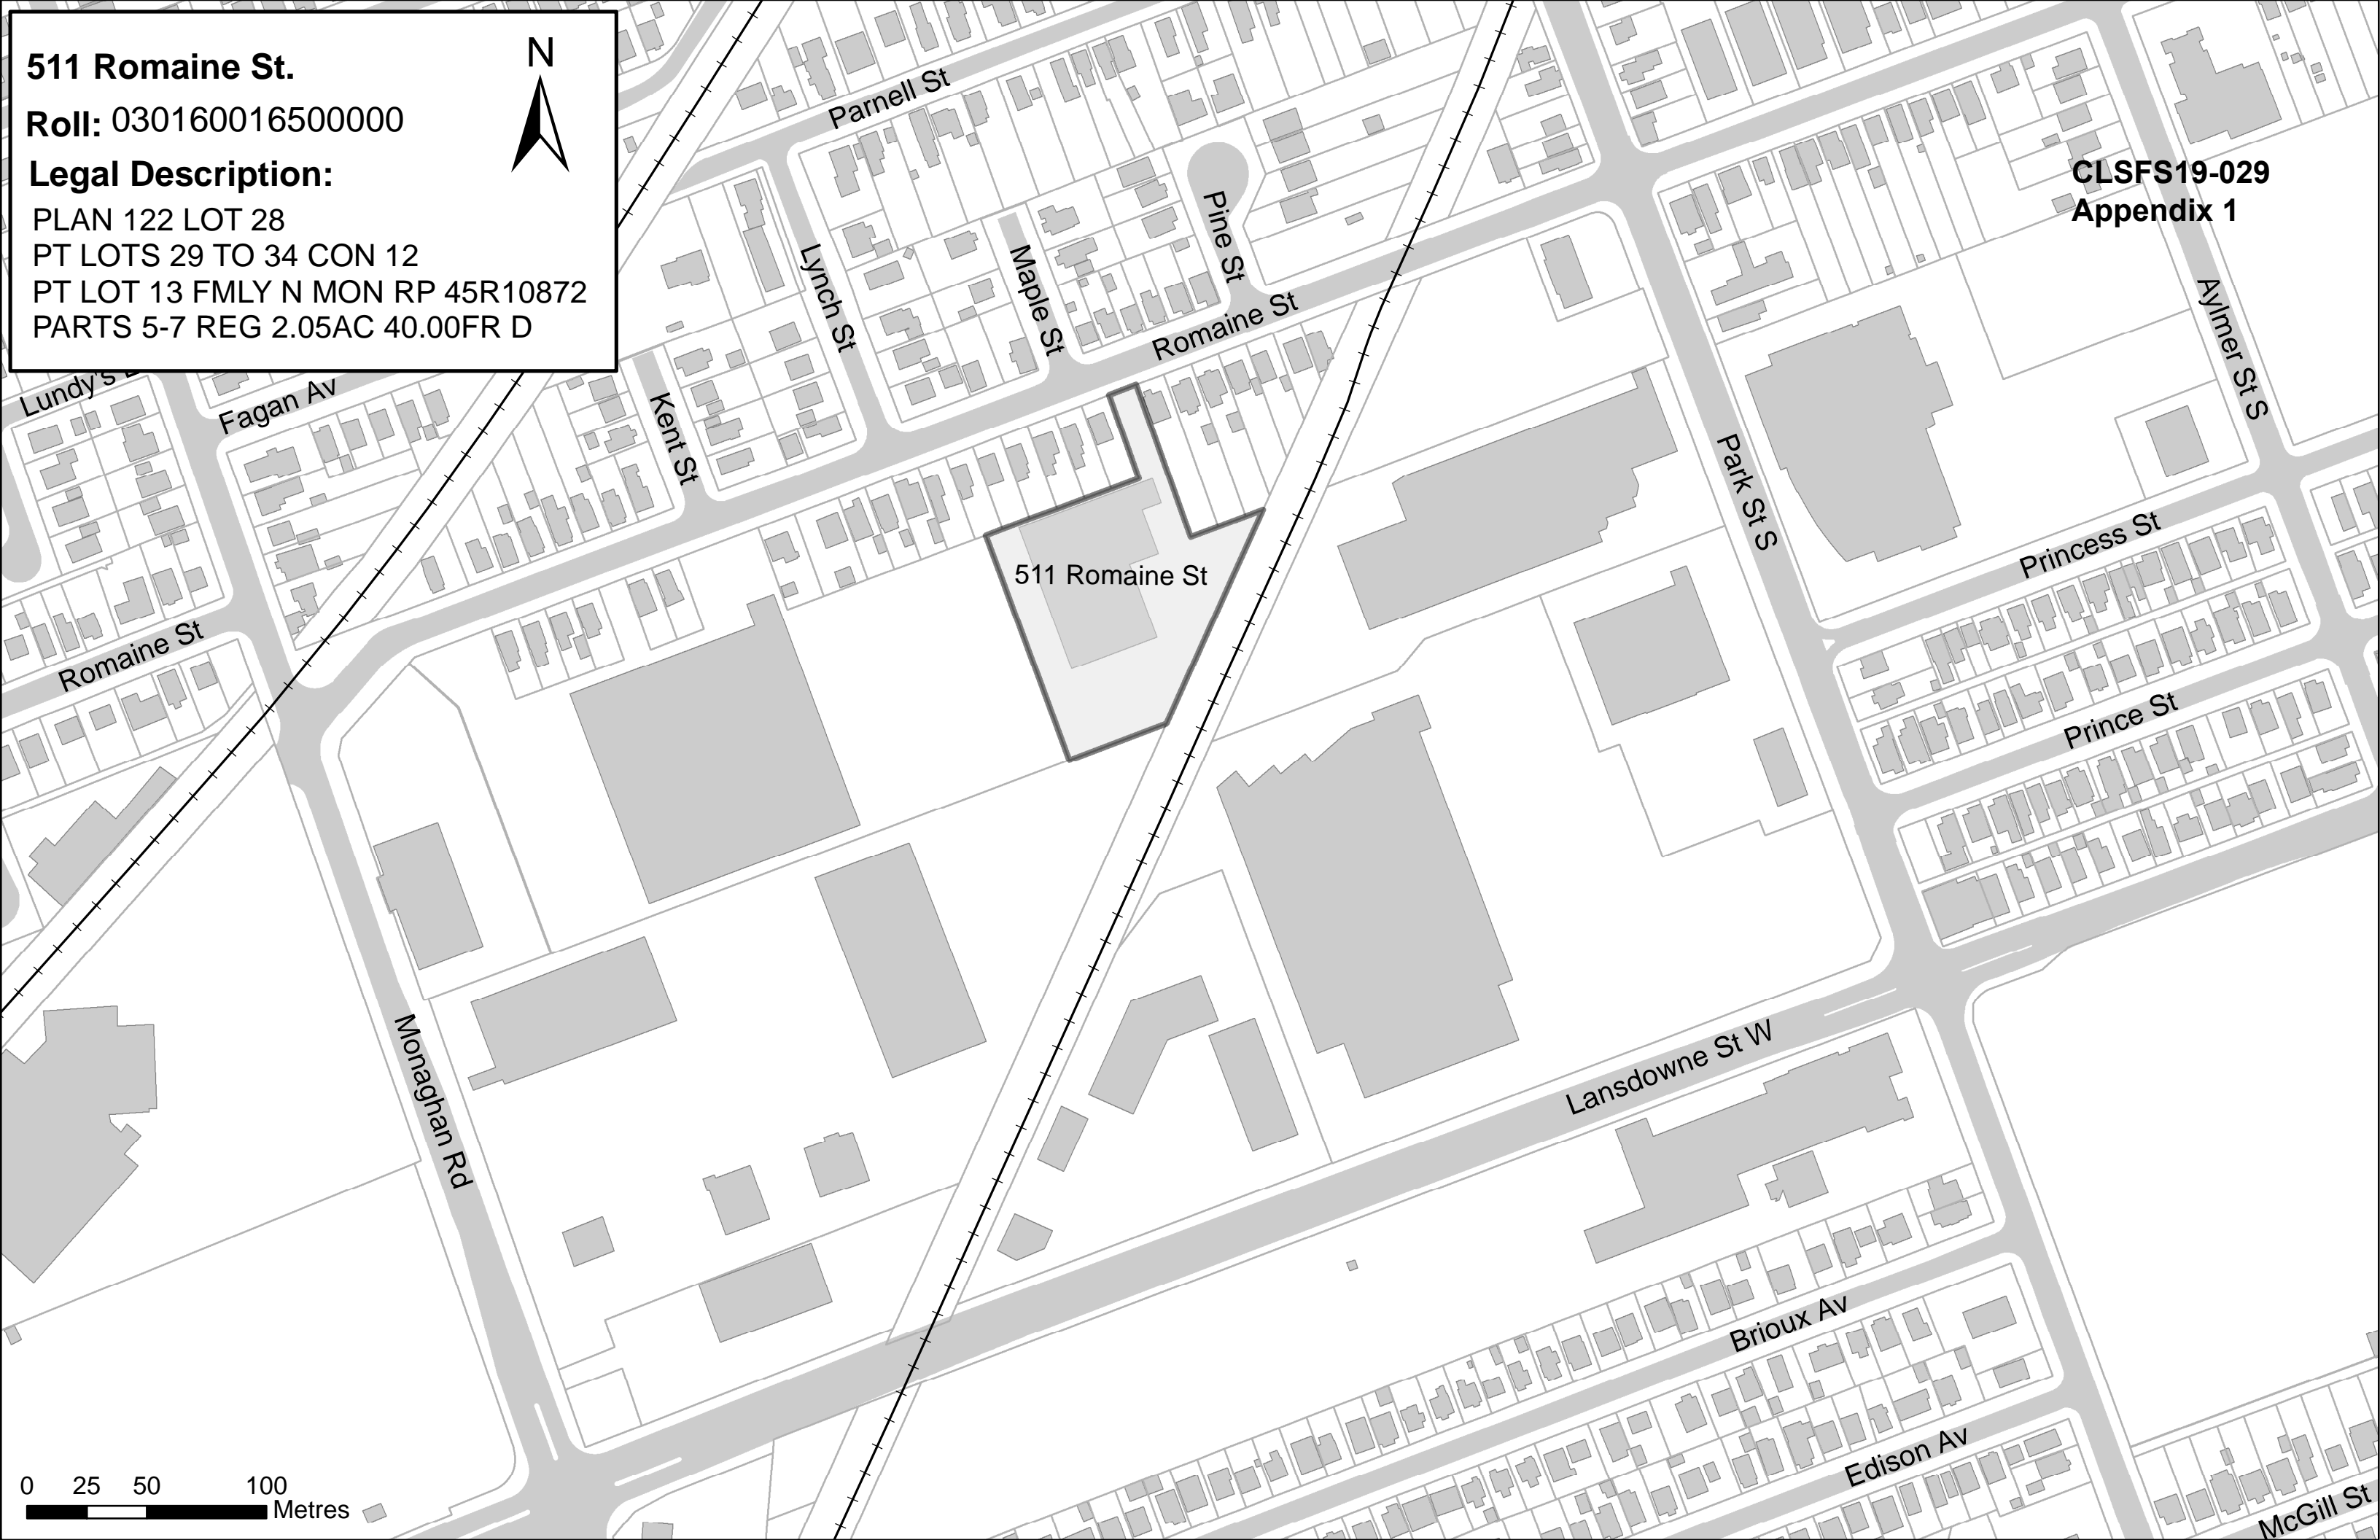 511 Romaine St.
Roll: 030160016500000
Legal Description:
PLAN 122 LOT 28
PT LOTS 29 TO 34 CON 12
PT LOT 13 FMLY N MON RP 45R10872
PARTS 5-7 REG 2.05AC 40.00FR D
N
CLSFS19-029
Appendix 1
Parnell St
Pine St
Lynch St
Maple St
Romaine St
Aylmer St S
Lundy's
Fagan Av
Kent St
Park St S
Princess St
511 Romaine St
Romaine St
Prince St
Monaghan Rd
Lansdowne St W
Brioux Av
Edison Av
McGill St
0 25 50 100
Metres